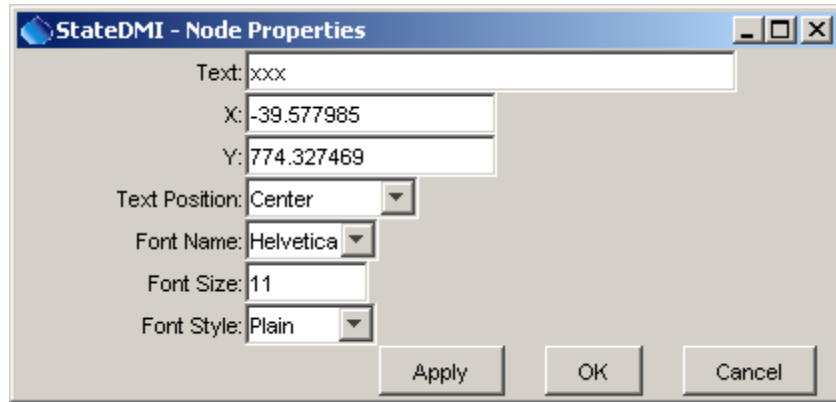 StateDMI - Node Properties
Text: xxx
X: -39.577985
Y: 774.327469
Text Position: Center
Font Name: Helvetica
Font Size: 11
Font Style: Plain
Apply OK Cancel